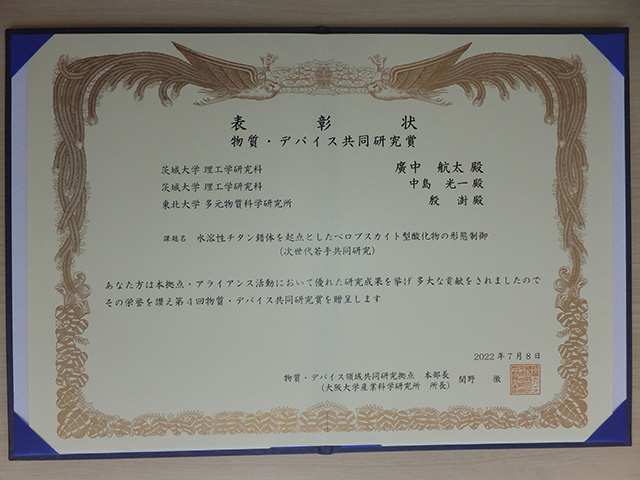 表彰状
物質・デバイス共同研究賞
茨城大学 理工学研究科 廣中 航太 殿
茨城大学 理工学研究科 中島 光一 殿
東北大学 多元物質科学研究所 殷 澍 殿
課題名 水溶性チタン錯体を起点としたペロブスカイト型酸化物の形態制御
(次世代若手共同研究)
あなた方は本拠点・アライアンス活動において優れた研究成果を挙げ多大な貢献をされましたので
その栄誉を讃え第4回物質・デバイス共同研究賞を贈呈します
2022年7月8日
物質・デバイス領域共同研究拠点 本部長
(大阪大学産業科学研究所 所長) 関野 徹